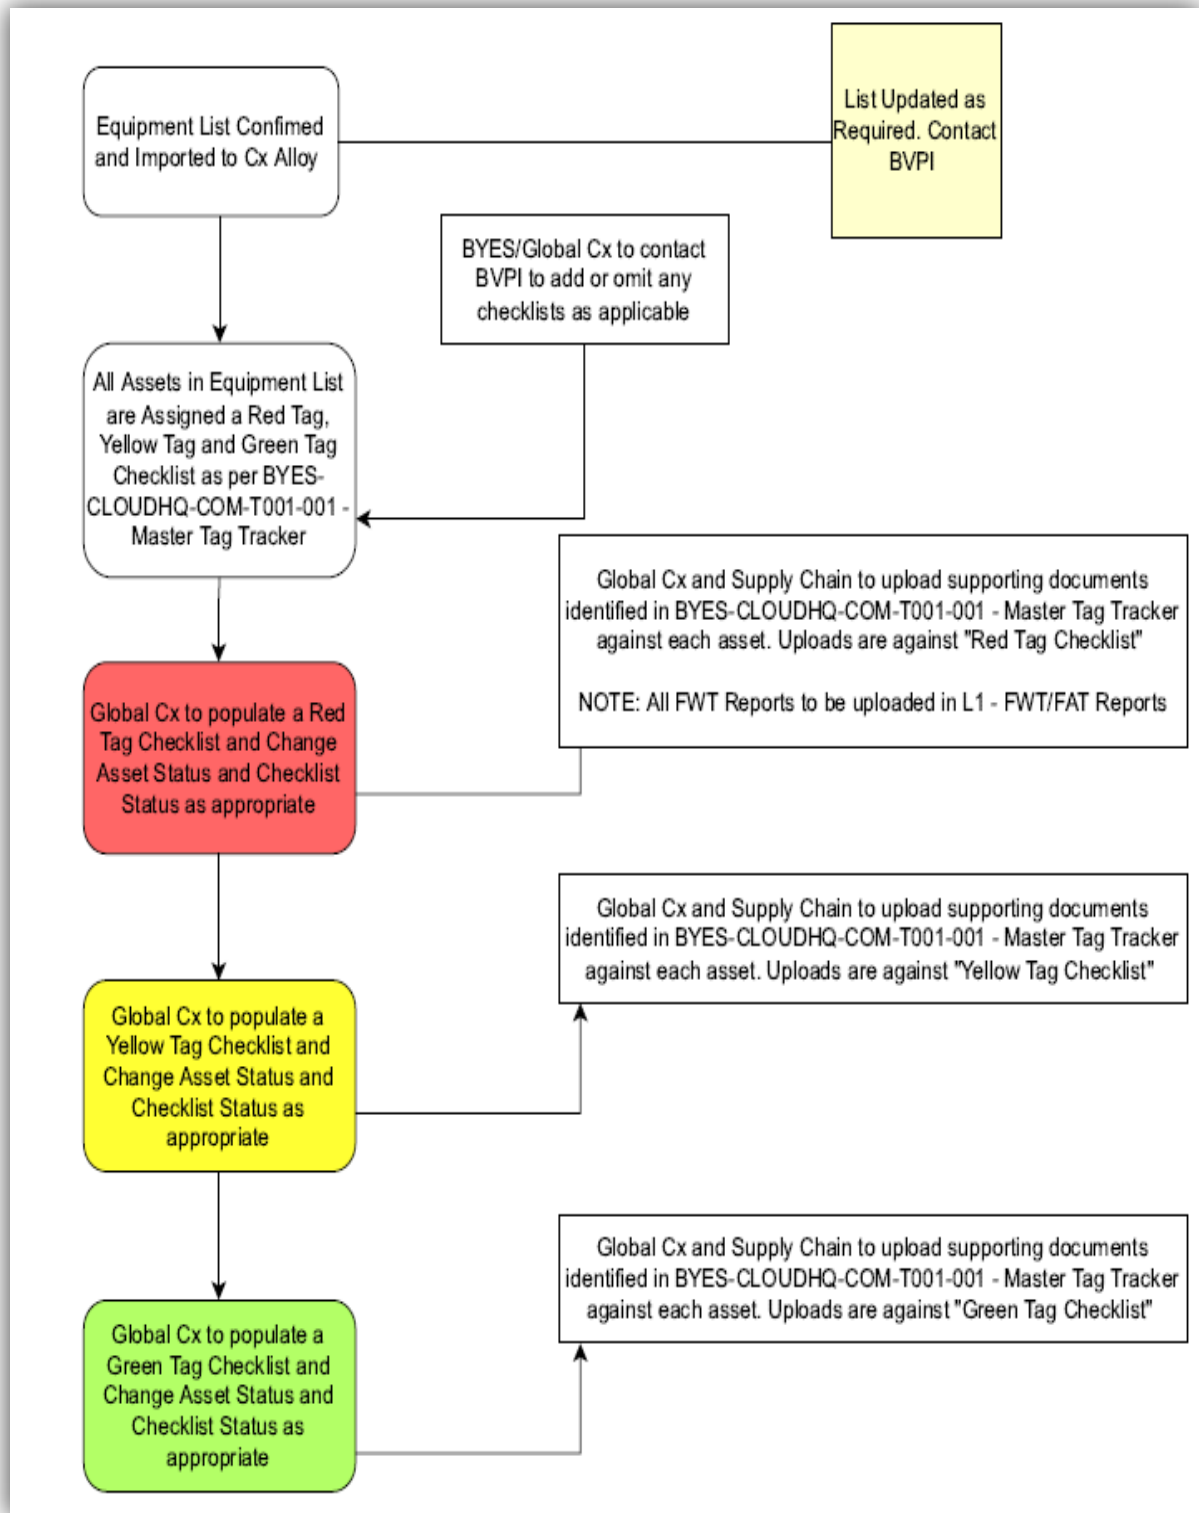 Equipment List Confimed
and Imported to Cx Alloy
List Updated as
Required. Contact
BVPI
BYES/Global Cx to contact
BVPI to add or omit any
checklists as applicable
All Assets in Equipment List
are Assigned a Red Tag,
Yellow Tag and Green Tag
Checklist as per BYES-
CLOUDHQ-COM-T001-001 -
Master Tag Tracker
Global Cx and Supply Chain to upload supporting documents
identified in BYES-CLOUDHQ-COM-T001-001 - Master Tag Tracker
against each asset. Uploads are against "Red Tag Checklist"
NOTE: All FWT Reports to be uploaded in L1 - FWT/FAT Reports
Global Cx to populate a Red
Tag Checklist and Change
Asset Status and Checklist
Status as appropriate
Global Cx and Supply Chain to upload supporting documents
identified in BYES-CLOUDHQ-COM-T001-001 - Master Tag Tracker
against each asset. Uploads are against "Yellow Tag Checklist"
Global Cx to populate a
Yellow Tag Checklist and
Change Asset Status and
Checklist Status as
appropriate
Global Cx and Supply Chain to upload supporting documents
identified in BYES-CLOUDHQ-COM-T001-001 - Master Tag Tracker
against each asset. Uploads are against "Green Tag Checklist"
Global Cx to populate a
Green Tag Checklist and
Change Asset Status and
Checklist Status as
appropriate